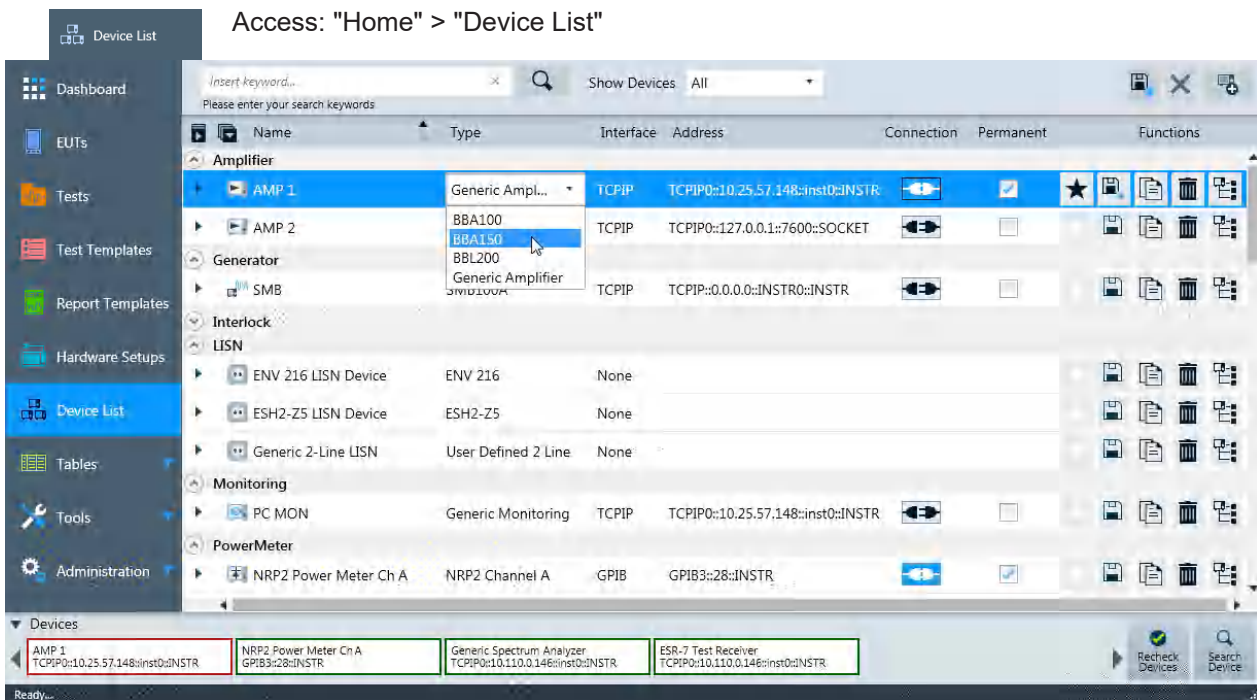 Device List
Access: "Home" > "Device List"
Dashboard
EUTs
Tests
Test Templates
Report Templates
Hardware Setups
Device List
Tables
Tools
Administration
Insert keyword...
Please enter your search keywords
Show Devices All
Name Type Interface Address Connection Permanent Functions
Amplifier
AMP 1 Generic Ampl... TCPIP TCPIP0::10.25.57.148::inst0::INSTR
BBA100
AMP 2 TCPIP TCPIP0::127.0.0.1::7600::SOCKET
BBA150
BBL200
Generic Amplifier
Generator
SMB SMB100A TCPIP TCPIP::0.0.0.0::INSTR0::INSTR
Interlock
LISN
ENV 216 LISN Device ENV 216 None
ESH2-Z5 LISN Device ESH2-Z5 None
Generic 2-Line LISN User Defined 2 Line None
Monitoring
PC MON Generic Monitoring TCPIP TCPIP0::10.25.57.148::inst0::INSTR
PowerMeter
NRP2 Power Meter Ch A NRP2 Channel A GPIB GPIB3::28::INSTR
Devices
AMP 1
TCPIP0::10.25.57.148::inst0::INSTR
NRP2 Power Meter Ch A
GPIB3::28::INSTR
Generic Spectrum Analyzer
TCPIP0::10.110.0.146::inst0::INSTR
ESR-7 Test Receiver
TCPIP0::10.110.0.146::inst0::INSTR
Recheck
Devices
Search
Device
Ready...